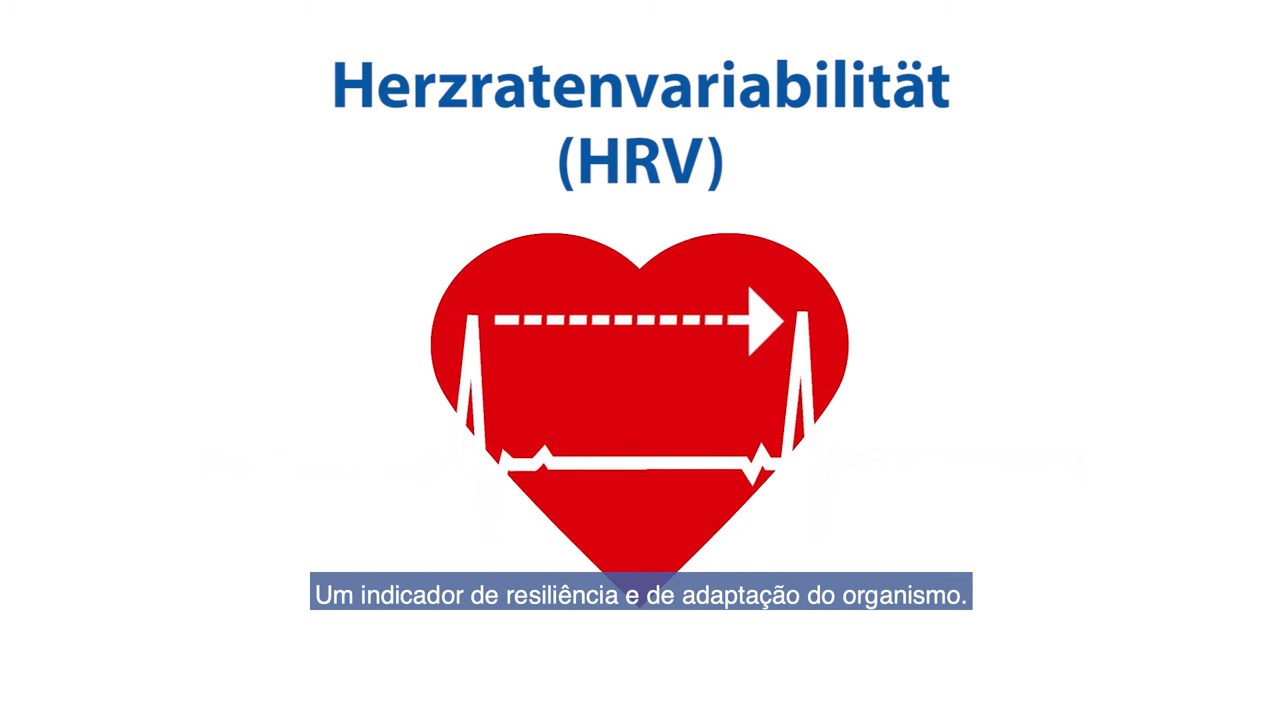 Herzratenvariabilität
(HRV)
Um indicador de resiliência e de adaptação do organismo.